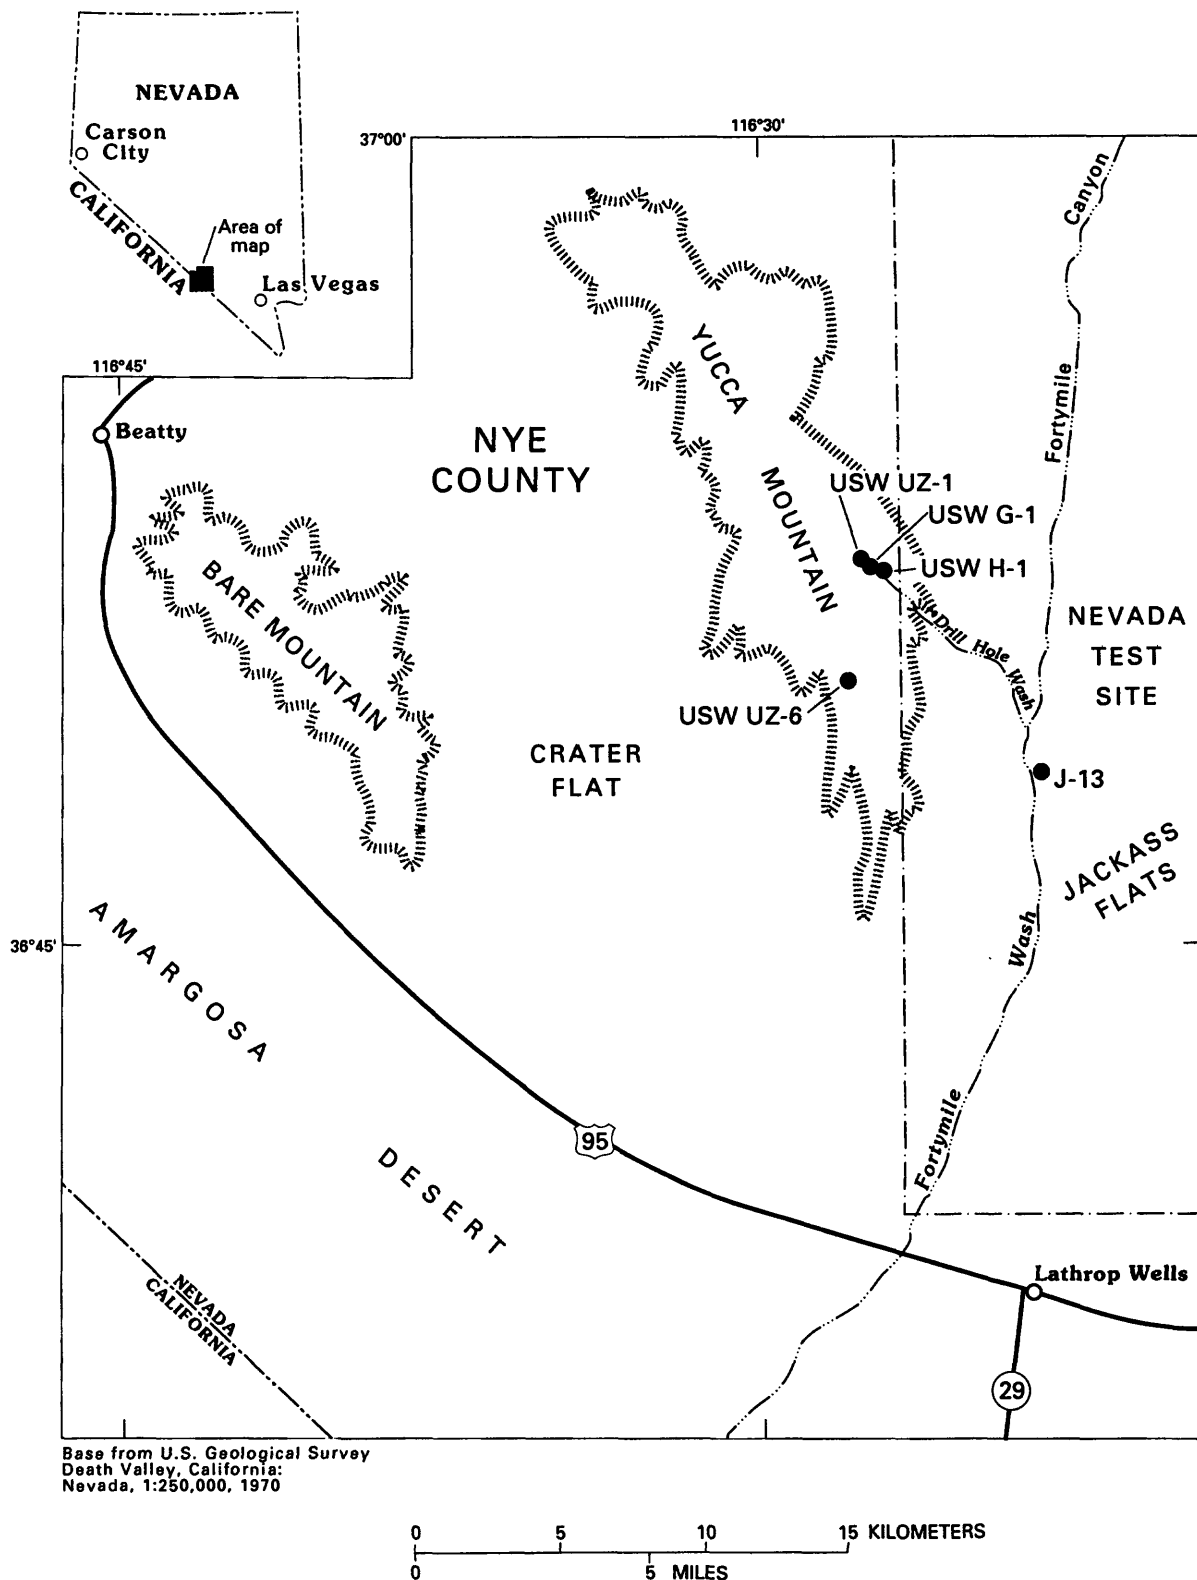 NEVADA
Carson
City
CALIFORNIA
Area of
map
Las Vegas
116°30'
37°00'
116°45'
Beatty
NYE
COUNTY
YUCCA
MOUNTAIN
Canyon
Fortymile
USW UZ-1
USW G-1
USW H-1
BARE MOUNTAIN
Drill Hole Wash
NEVADA
TEST
SITE
USW UZ-6
CRATER
FLAT
J-13
JACKASS
FLATS
36°45'
AMARGOSA
DESERT
Wash
Fortymile
95
NEVADA
CALIFORNIA
Lathrop Wells
29
Base from U.S. Geological Survey
Death Valley, California:
Nevada, 1:250,000, 1970
0 5 10 15 KILOMETERS
0 5 MILES